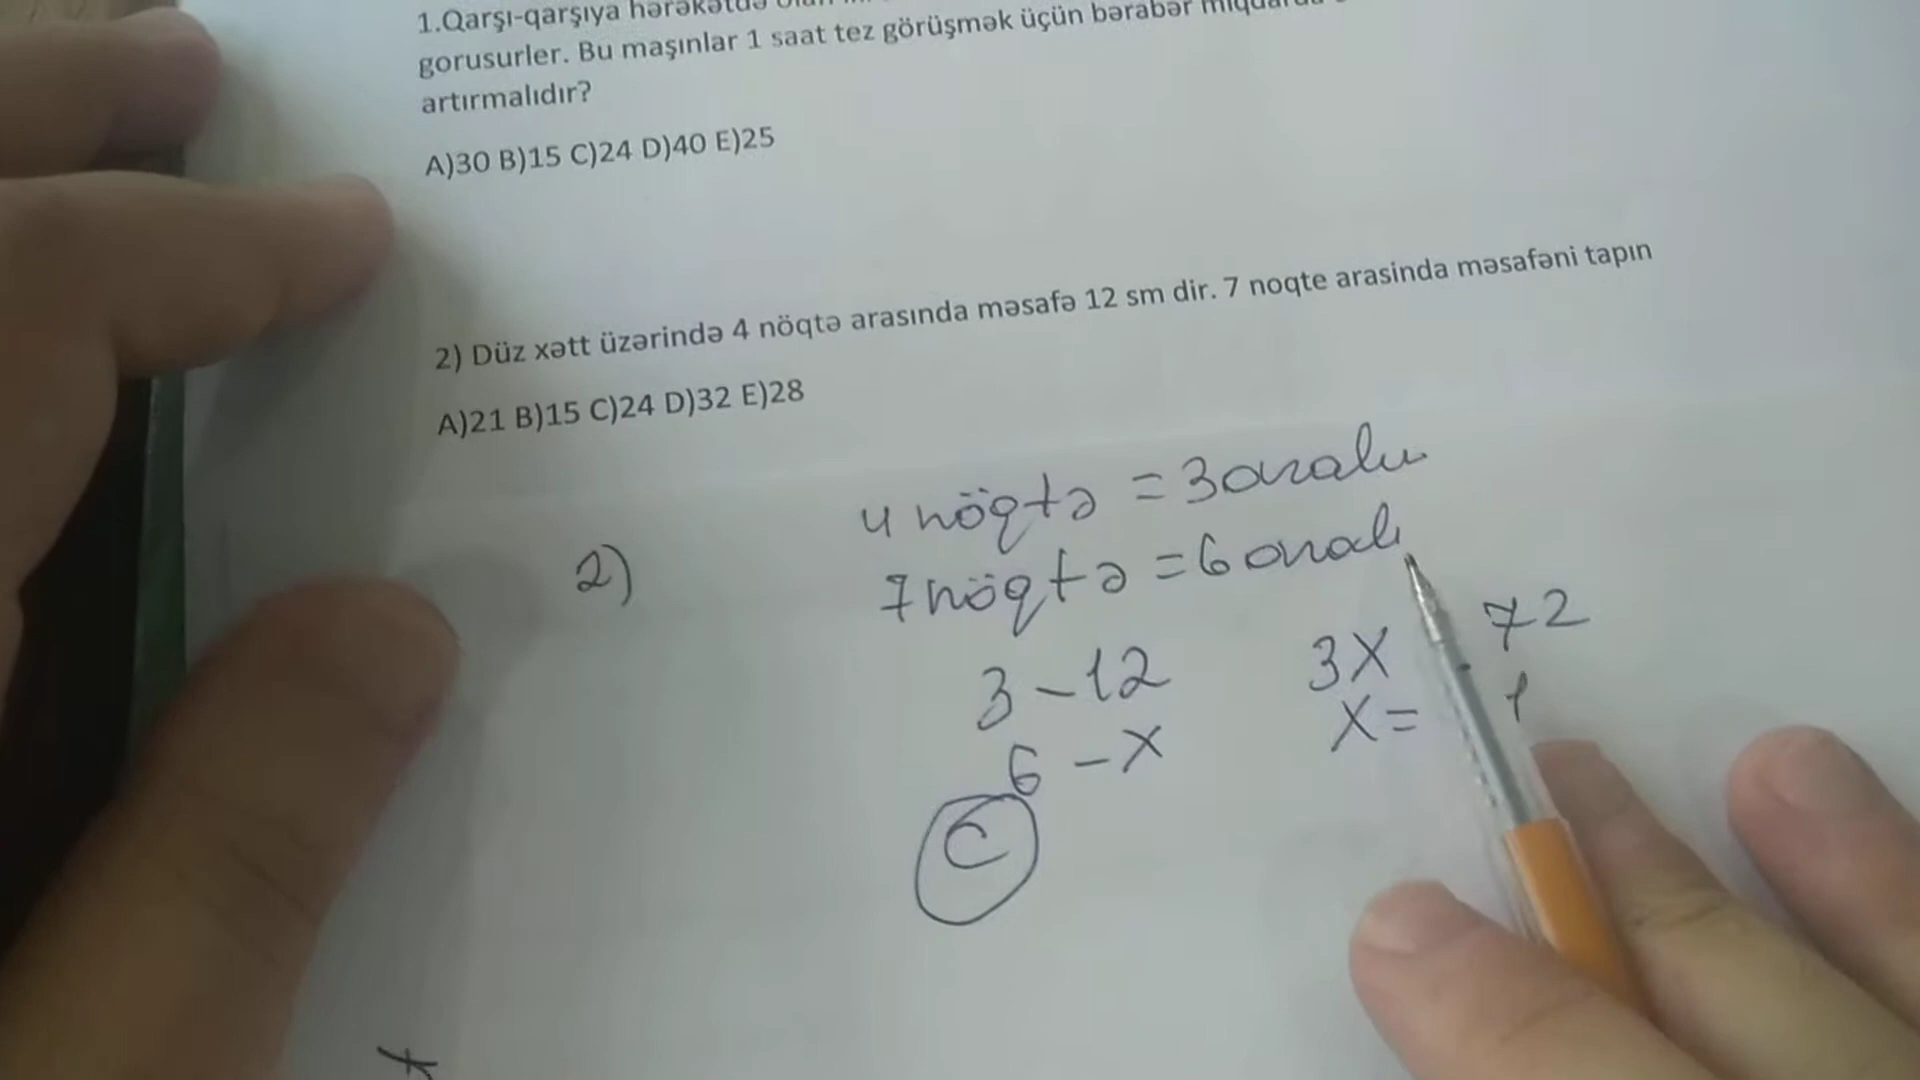 1.Qarşı-qarşıya hərəkətdə
gorusurler. Bu maşınlar 1 saat tez görüşmək üçün bərabər
artırmalıdır?
A)30 B)15 C)24 D)40 E)25
2) Düz xətt üzərində 4 nöqtə arasında məsafə 12 sm dir. 7 noqte arasinda məsafəni tapın
A)21 B)15 C)24 D)32 E)28
4 nöqtə = 3 aralı
2)
7 nöqtə = 6 aralı
3 - 12
3X 72
6 - X
X =
C